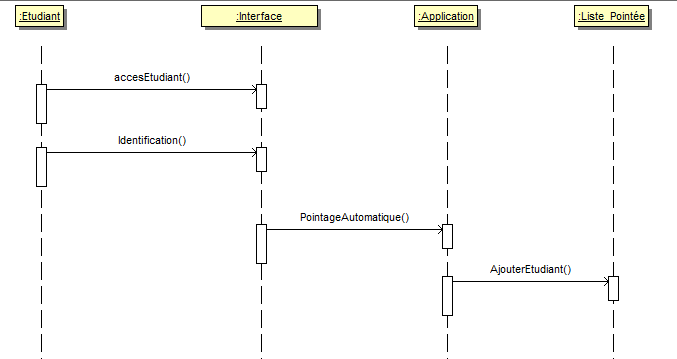 :Etudiant
:Interface
:Application
:Liste_Pointée
accesEtudiant()
Identification()
PointageAutomatique()
AjouterEtudiant()